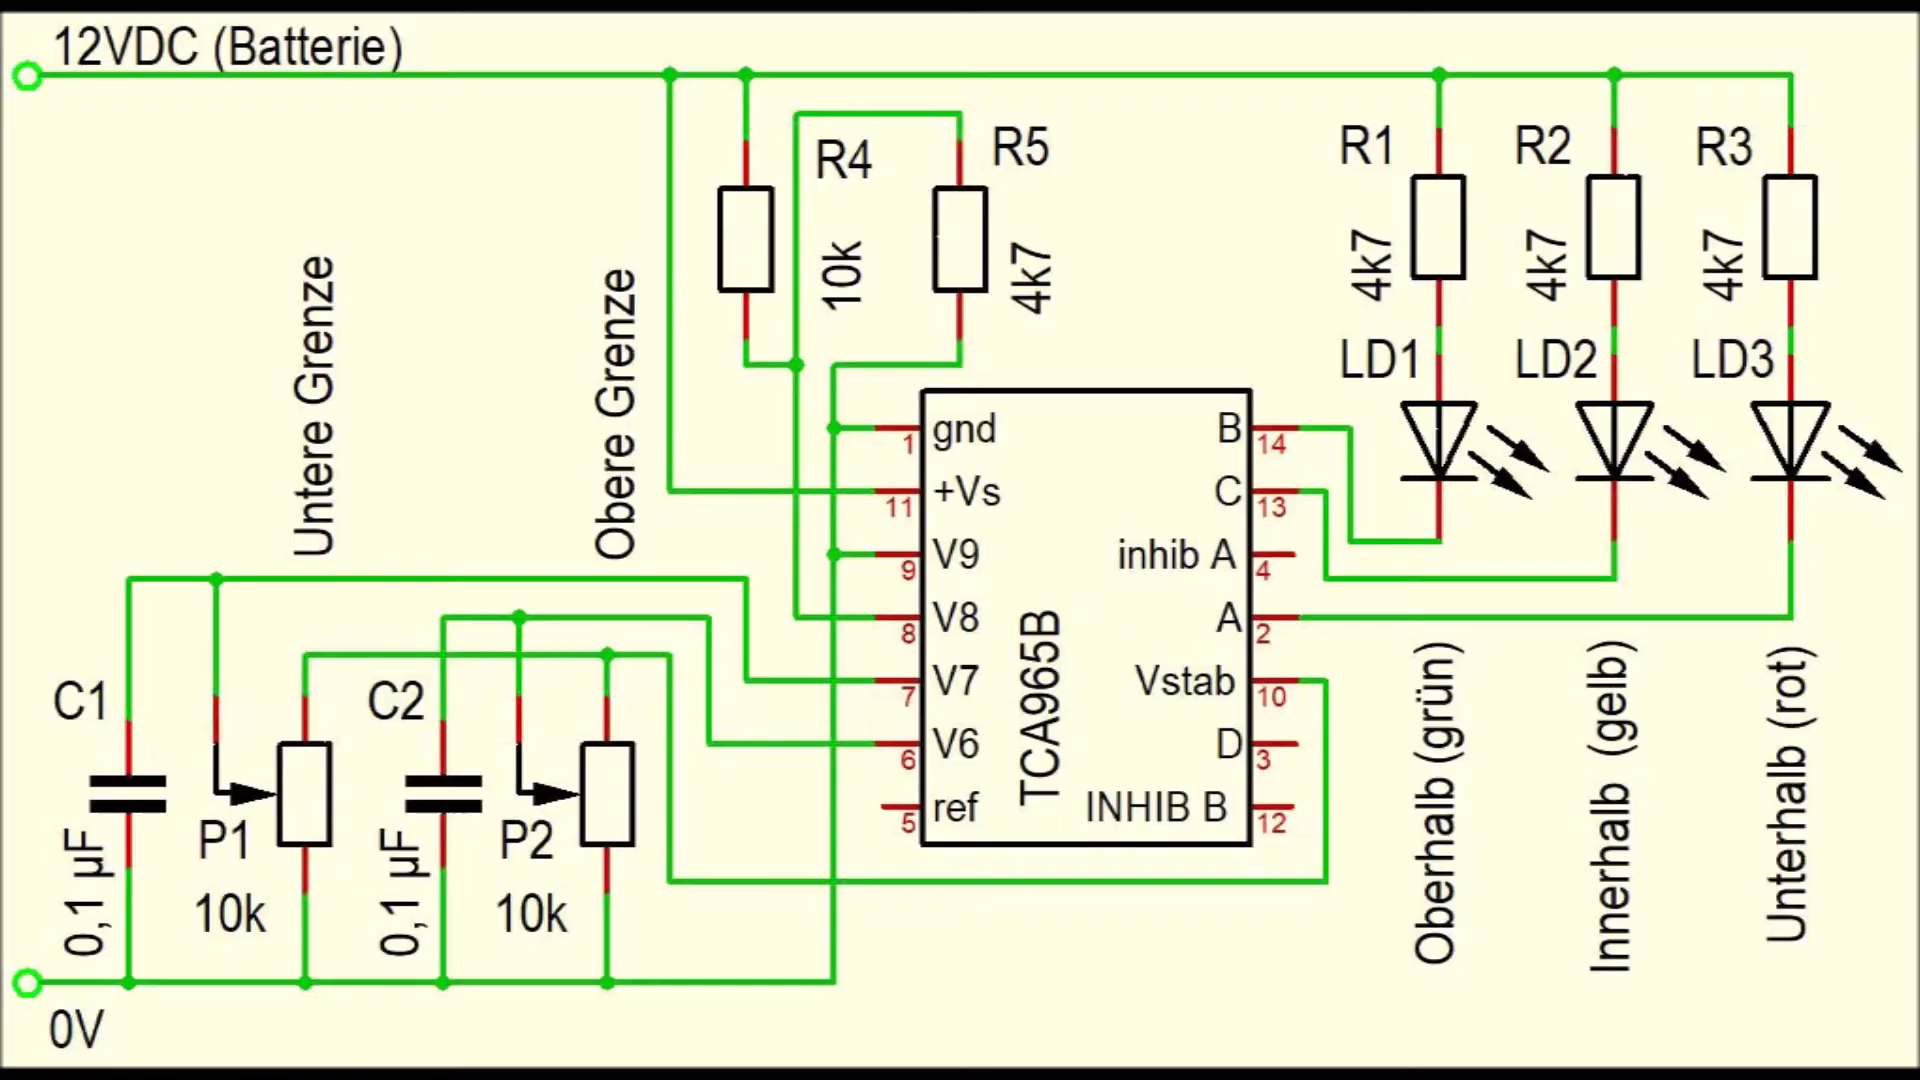 12VDC (Batterie)
R4
10k
R5
4k7
R1
4k7
R2
4k7
R3
4k7
Untere Grenze
Obere Grenze
LD1
LD2
LD3
gnd
1
+Vs
11
V9
9
V8
8
V7
7
V6
6
ref
5
TCA965B
B
14
C
13
inhib A
4
A
2
Vstab
10
D
3
INHIB B
12
C1
0,1 µF
P1
10k
C2
0,1 µF
P2
10k
Oberhalb (grün)
Innerhalb (gelb)
Unterhalb (rot)
0V